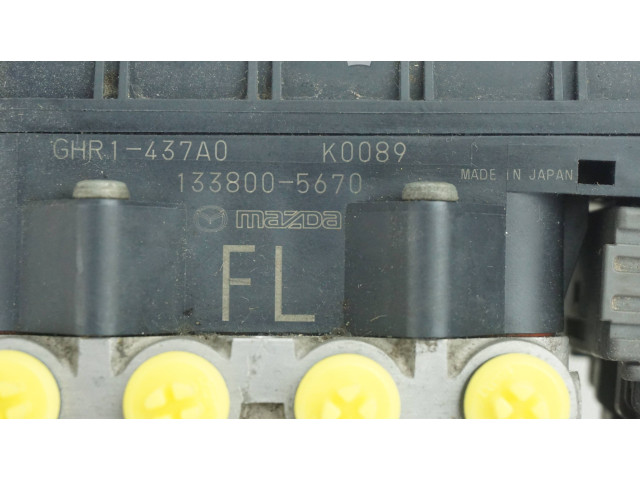 GHR1-437A0 K0089
133800-5670 MADE IN JAPAN
mazda
FL